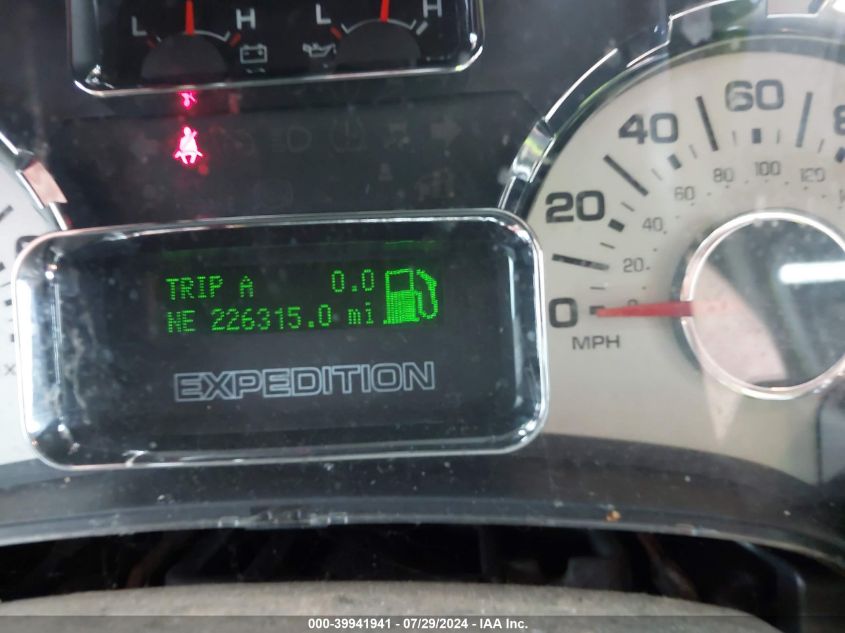 L H L H
20 40 60
20 40 60 80 100 120
0
MPH
TRIP A 0.0
NE 226315.0 mi
EXPEDITION
000-39941941 - 07/29/2024 - IAA Inc.